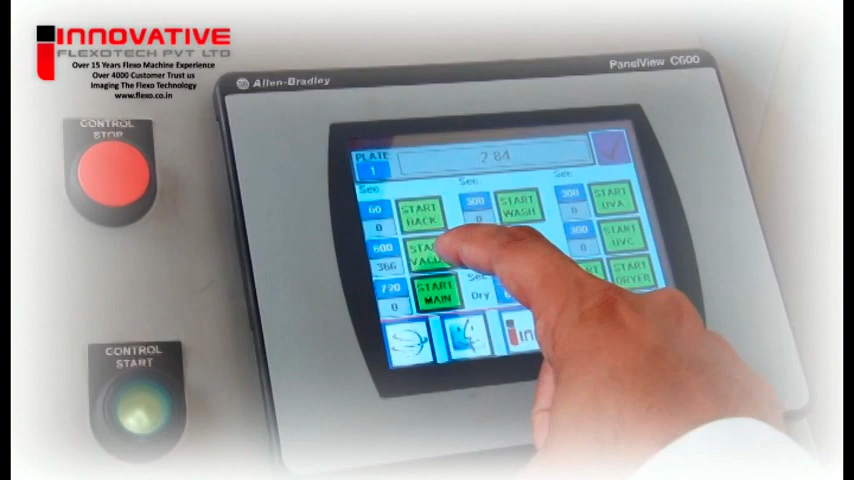 INNOVATIVE
FLEXOTECH PVT LTD
Over 15 Years Flexo Machine Experience
Over 4000 Customer Trust us
Imaging The Flexo Technology
www.flexo.co.in
Allen-Bradley
PanelView C600
CONTROL
STOP
PLATE
1
2.84
Sec
Sec
Sec
60
0
START
BACK
300
0
START
WASH
300
0
START
UVA
600
366
START
300
0
START
UVC
720
0
START
MAIN
Dry
DRYER
CONTROL
START